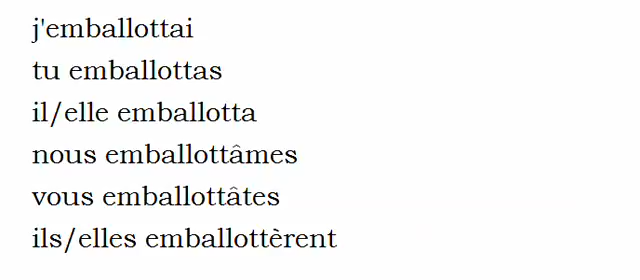 j'emballottai
tu emballottas
il/elle emballotta
nous emballottâmes
vous emballottâtes
ils/elles emballottèrent